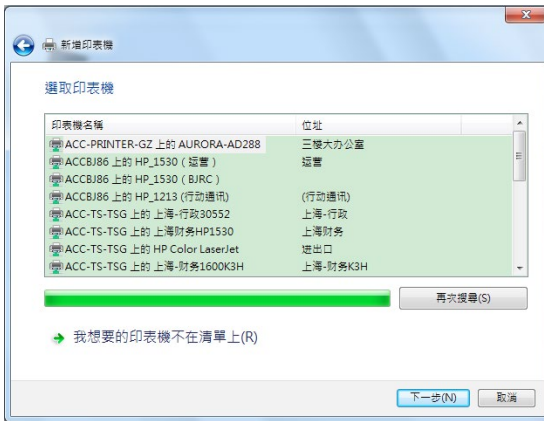 新增印表機
選取印表機
印表機名稱 位址
ACC-PRINTER-GZ 上的 AURORA-AD288 三楼大办公室
ACCBJ86 上的 HP_1530 ( 运营 ) 运营
ACCBJ86 上的 HP_1530 ( BJRC )
ACCBJ86 上的 HP_1213 (行动通讯) (行动通讯)
ACC-TS-TSG 上的 上海-行政30552 上海-行政
ACC-TS-TSG 上的 上海财务HP1530 上海财务
ACC-TS-TSG 上的 HP Color LaserJet 进出口
ACC-TS-TSG 上的 上海-财务1600K3H 上海-财务K3H
再次搜尋(S)
我想要的印表機不在清單上(R)
下一步(N) 取消